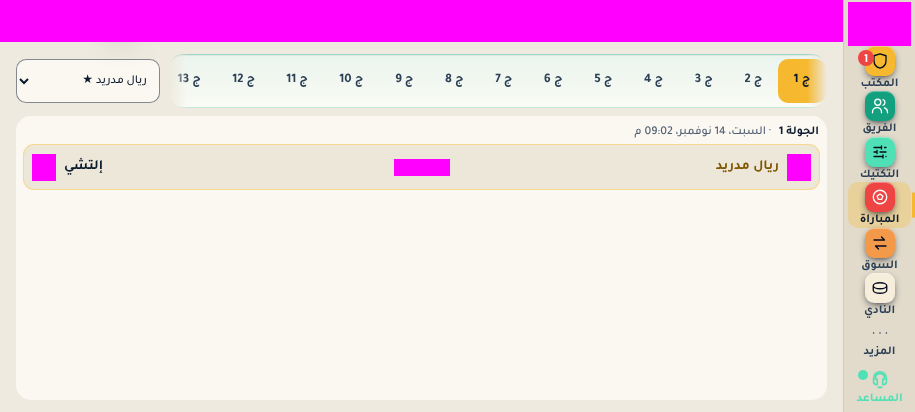 ج 1 ج 2 ج 3 ج 4 ج 5 ج 6 ج 7 ج 8 ج 9 ج 10 ج 11 ج 12 ج 13
ريال مدريد ★
الجولة 1 · السبت، 14 نوفمبر، 09:02 م
ريال مدريد
إلتشي
1
المكتب
الفريق
التكتيك
المباراة
السوق
النادي
...
المزيد
المساعد